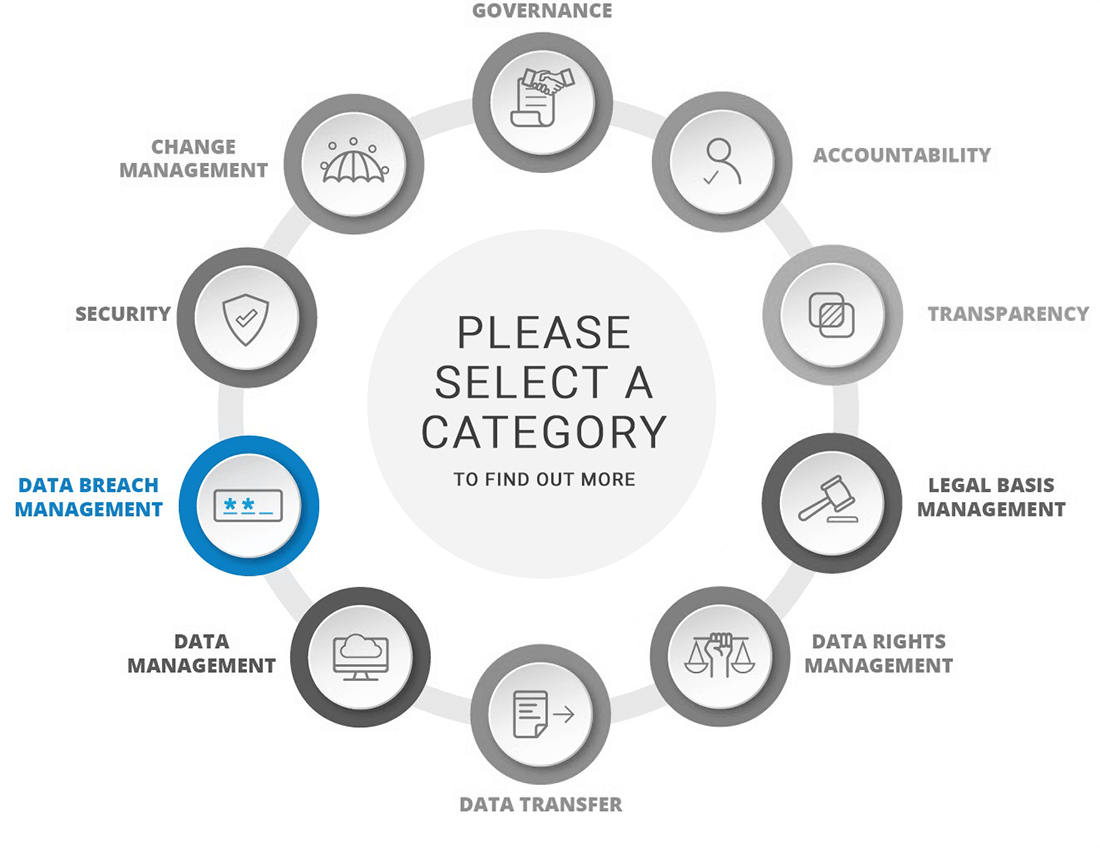 GOVERNANCE
CHANGE
MANAGEMENT
ACCOUNTABILITY
SECURITY
TRANSPARENCY
PLEASE
SELECT A
CATEGORY
TO FIND OUT MORE
DATA BREACH
MANAGEMENT
**_
LEGAL BASIS
MANAGEMENT
DATA
MANAGEMENT
DATA RIGHTS
MANAGEMENT
DATA TRANSFER